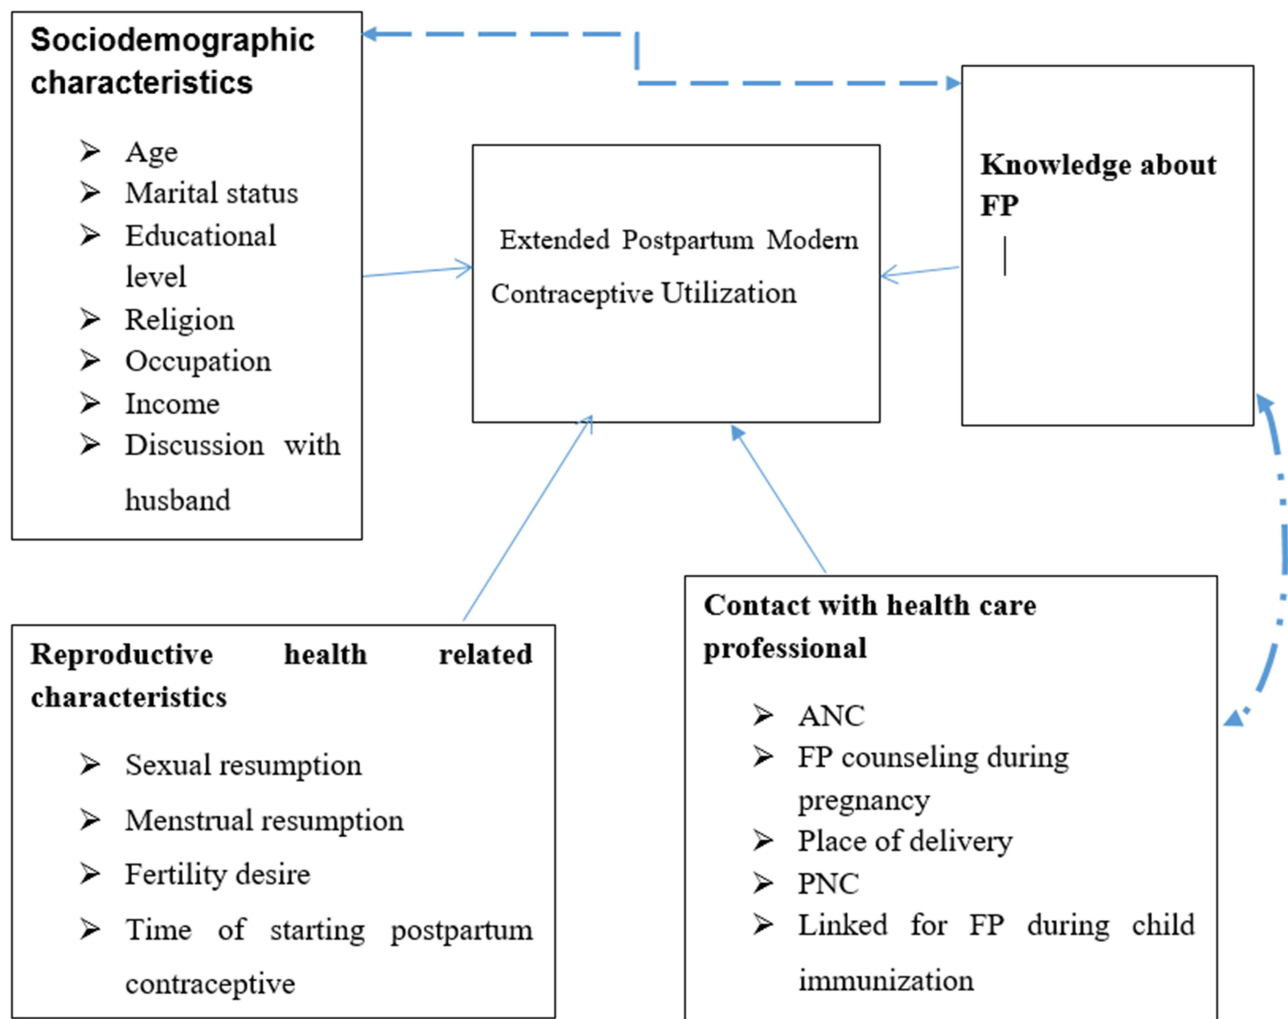 Sociodemographic
characteristics
➢ Age
➢ Marital status
➢ Educational
level
➢ Religion
➢ Occupation
➢ Income
➢ Discussion with
husband
Extended Postpartum Modern
Contraceptive Utilization
Knowledge about
FP
Reproductive health related
characteristics
➢ Sexual resumption
➢ Menstrual resumption
➢ Fertility desire
➢ Time of starting postpartum
contraceptive
Contact with health care
professional
➢ ANC
➢ FP counseling during
pregnancy
➢ Place of delivery
➢ PNC
➢ Linked for FP during child
immunization